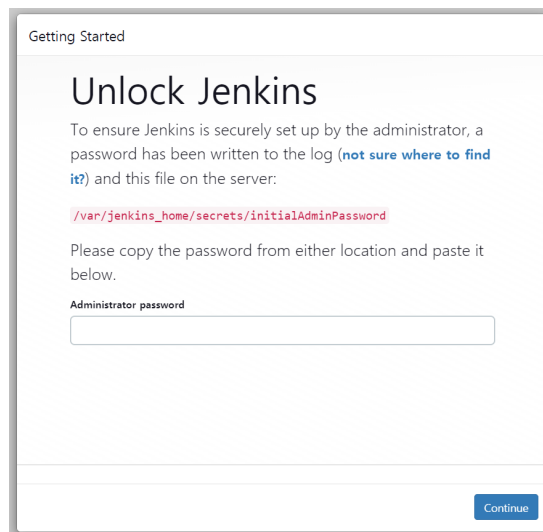 Getting Started
Unlock Jenkins
To ensure Jenkins is securely set up by the administrator, a
password has been written to the log (not sure where to find
it?) and this file on the server:
/var/jenkins_home/secrets/initialAdminPassword
Please copy the password from either location and paste it
below.
Administrator password
Continue